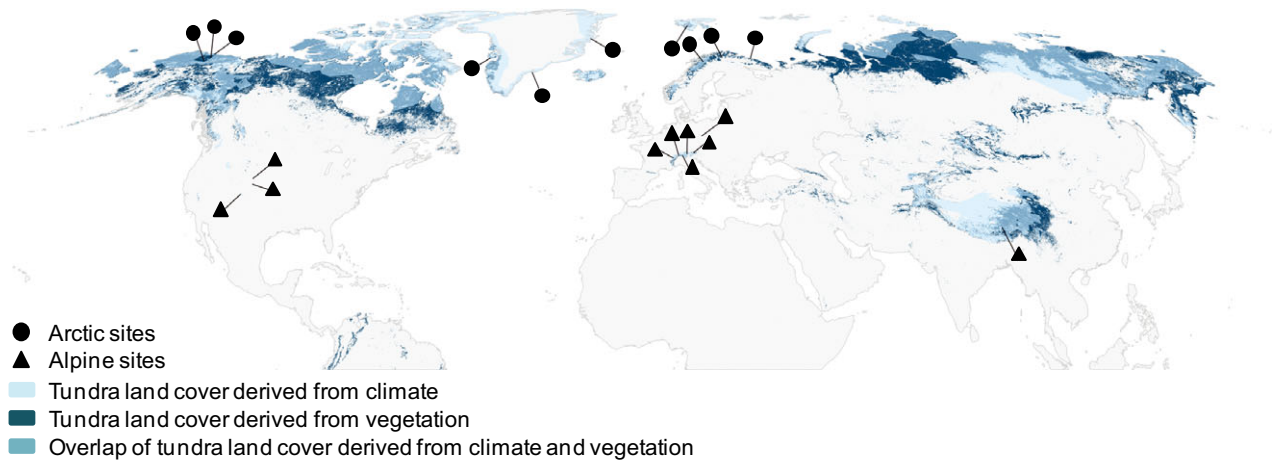 Arctic sites
Alpine sites
Tundra land cover derived from climate
Tundra land cover derived from vegetation
Overlap of tundra land cover derived from climate and vegetation